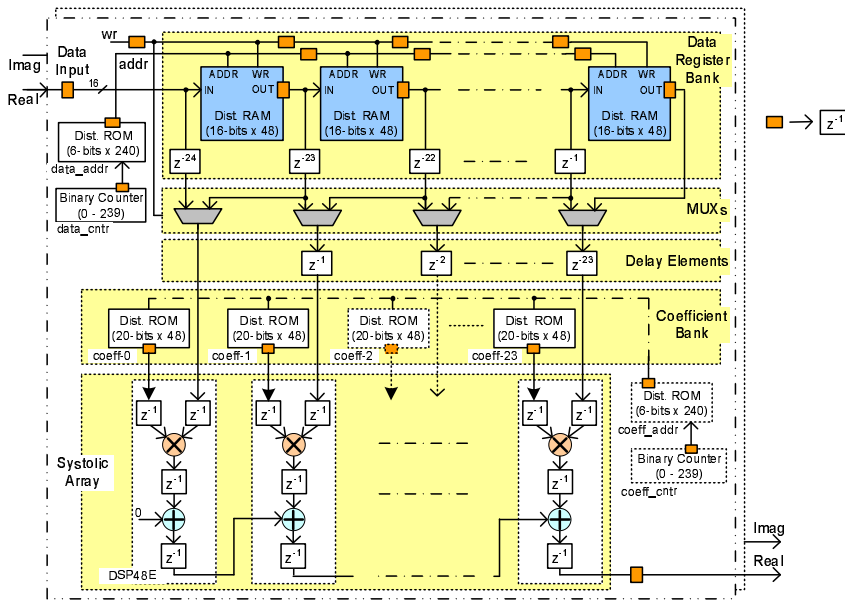 wr
Imag
Data
Input
addr
Real
16
ADDR WR
IN OUT
Dist. RAM
(16-bits x 48)
ADDR WR
IN OUT
Dist. RAM
(16-bits x 48)
ADDR WR
IN OUT
Dist. RAM
(16-bits x 48)
Data
Register
Bank
z-1
Dist. ROM
(6-bits x 240)
data_addr
z-24
z-23
z-22
z-1
Binary Counter
(0 - 239)
data_cntr
MUXs
z-1
z-2
z-23
Delay Elements
Dist. ROM
(20-bits x 48)
coeff-0
Dist. ROM
(20-bits x 48)
coeff-1
Dist. ROM
(20-bits x 48)
coeff-2
Dist. ROM
(20-bits x 48)
coeff-23
Coefficient
Bank
Dist. ROM
(6-bits x 240)
coeff_addr
Binary Counter
(0 - 239)
coeff_cntr
Systolic
Array
z-1 z-1
z-1
0
z-1
DSP48E
z-1 z-1
z-1
z-1
z-1 z-1
z-1
z-1
Imag
Real